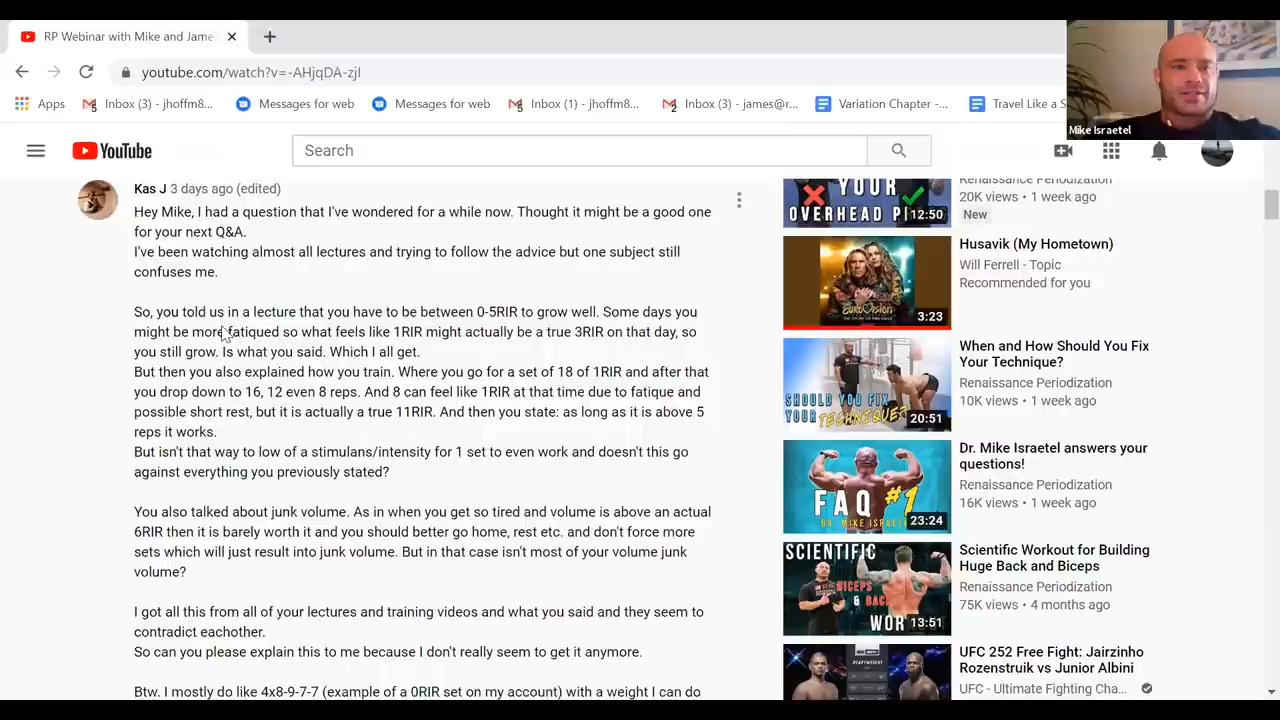 RP Webinar with Mike and Jame
youtube.com/watch?v=-AHjqDA-zjI
Apps
Inbox (3) - jhoffm8...
Messages for web
Messages for web
Inbox (1) - jhoffm8...
Inbox (3) - james@r...
Variation Chapter -...
Travel Like a S
Mike Israetel
YouTube
Search
Kas J 3 days ago (edited)
Hey Mike, I had a question that I've wondered for a while now. Thought it might be a good one
for your next Q&A.
I've been watching almost all lectures and trying to follow the advice but one subject still
confuses me.
So, you told us in a lecture that you have to be between 0-5RIR to grow well. Some days you
might be more fatiqued so what feels like 1RIR might actually be a true 3RIR on that day, so
you still grow. Is what you said. Which I all get.
But then you also explained how you train. Where you go for a set of 18 of 1RIR and after that
you drop down to 16, 12 even 8 reps. And 8 can feel like 1RIR at that time due to fatigue and
possible short rest, but it is actually a true 11RIR. And then you state: as long as it is above 5
reps it works.
But isn't that way to low of a stimulans/intensity for 1 set to even work and doesn't this go
against everything you previously stated?
You also talked about junk volume. As in when you get so tired and volume is above an actual
6RIR then it is barely worth it and you should better go home, rest etc. and don't force more
sets which will just result into junk volume. But in that case isn't most of your volume junk
volume?
I got all this from all of your lectures and training videos and what you said and they seem to
contradict eachother.
So can you please explain this to me because I don't really seem to get it anymore.
Btw. I mostly do like 4x8-9-7-7 (example of a 0RIR set on my account) with a weight I can do
YOUR
OVERHEAD P
12:50
Renaissance Periodization
20K views • 1 week ago
New
EUROVISION
3:23
Husavik (My Hometown)
Will Ferrell - Topic
Recommended for you
SHOULD YOU FIX
YOUR TECHNIQUE?
20:51
When and How Should You Fix
Your Technique?
Renaissance Periodization
10K views • 1 week ago
FAQ #1
DR. MIKE ISRAE
23:24
Dr. Mike Israetel answers your
questions!
Renaissance Periodization
16K views • 1 week ago
SCIENTIFIC
BICEPS
& BACK
WOR
13:51
Scientific Workout for Building
Huge Back and Biceps
Renaissance Periodization
75K views • 4 months ago
UFC 252 Free Fight: Jairzinho
Rozenstruik vs Junior Albini
UFC - Ultimate Fighting Cha...